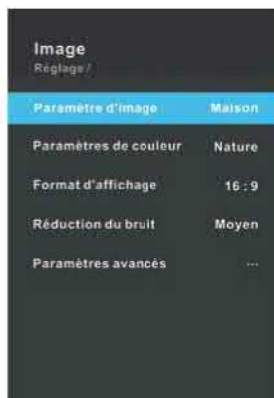 Image
Réglage /
Paramètre d'image Maison
Paramètres de couleur Nature
Format d'affichage 16 : 9
Réduction du bruit Moyen
Paramètres avancés ...